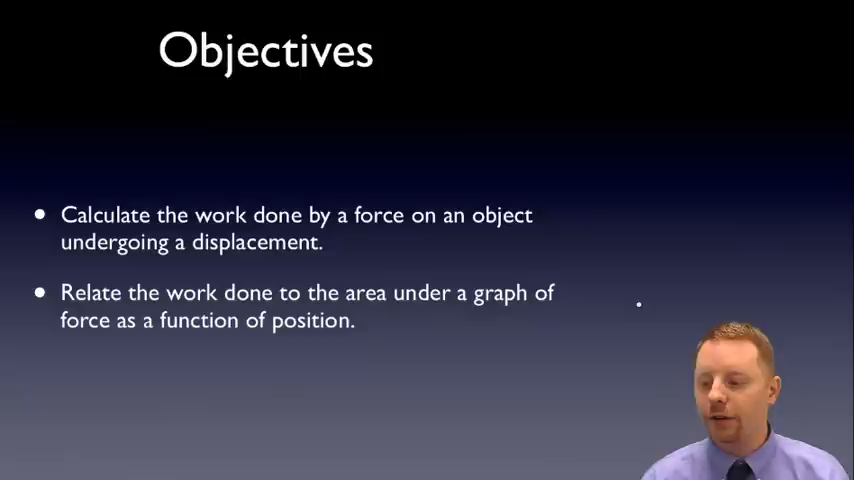 Objectives
• Calculate the work done by a force on an object
undergoing a displacement.
• Relate the work done to the area under a graph of
force as a function of position.